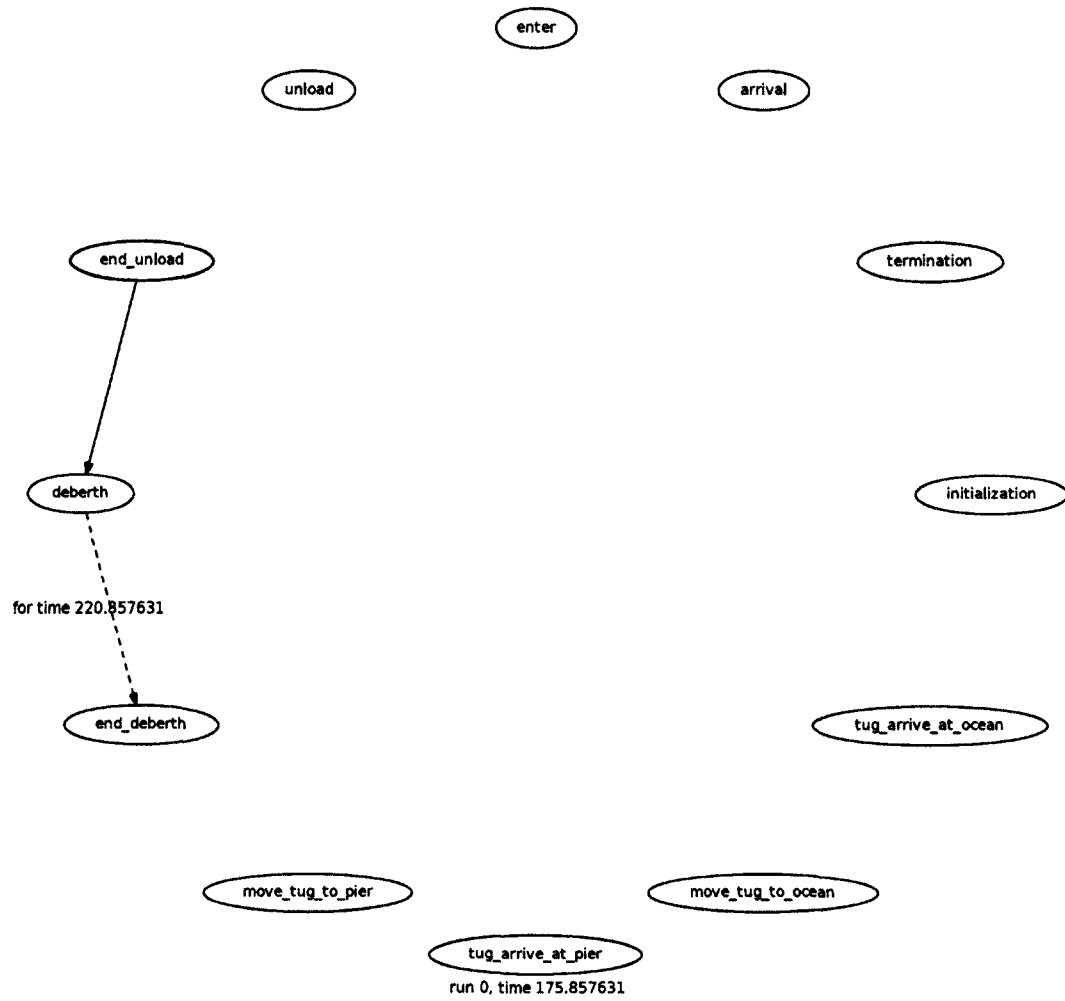 enter
unload
arrival
end_unload
termination
deberth
initialization
for time 220.857631
end_deberth
tug_arrive_at_ocean
move_tug_to_pier
move_tug_to_ocean
tug_arrive_at_pier
run 0, time 175.857631